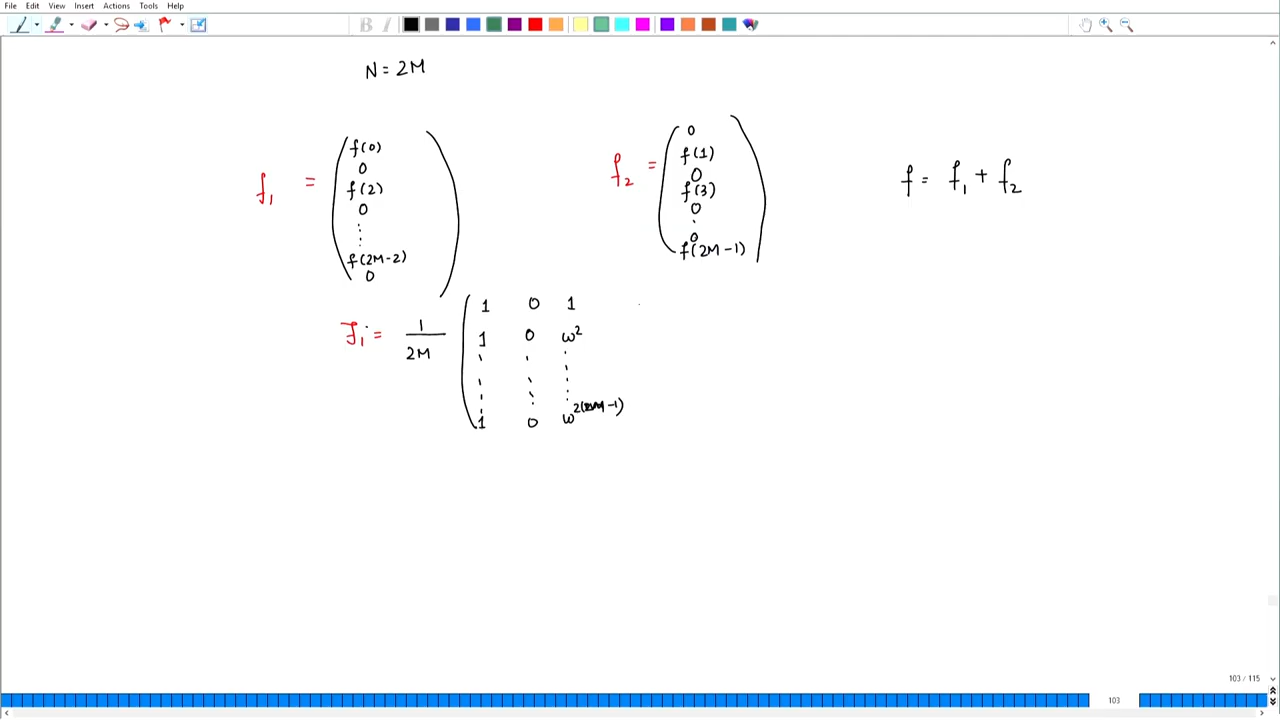 File Edit View Insert Actions Tools Help
B I
N = 2M
f₁ = ( f(0) 0 f(2) 0 ⋮ f(2M-2) 0 )
f₂ = ( 0 f(1) 0 f(3) 0 ⋮ 0 f(2M-1) )
f = f₁ + f₂
ℱ₁ = 1/2M ( 1 0 1
1 0 ω²
⋮ ⋮ ⋮
1 0 ω²⁽²ᴹ⁻¹⁾
103 / 115
103